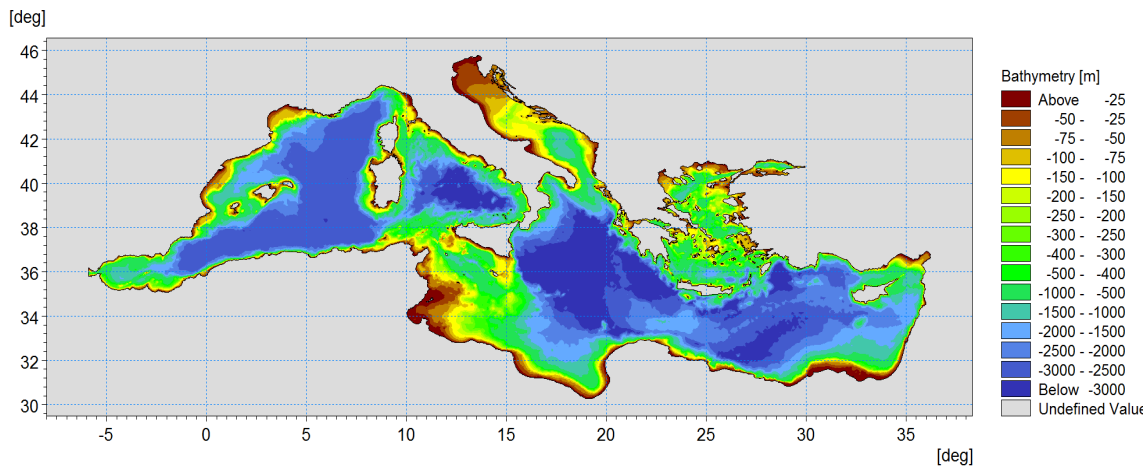 [deg]
46
44
42
40
38
36
34
32
30
-5
0
5
10
15
20
25
30
35
[deg]
Bathymetry [m]
Above -25
-50 - -25
-75 - -50
-100 - -75
-150 - -100
-200 - -150
-250 - -200
-300 - -250
-400 - -300
-500 - -400
-1000 - -500
-1500 - -1000
-2000 - -1500
-2500 - -2000
-3000 - -2500
Below -3000
Undefined Value